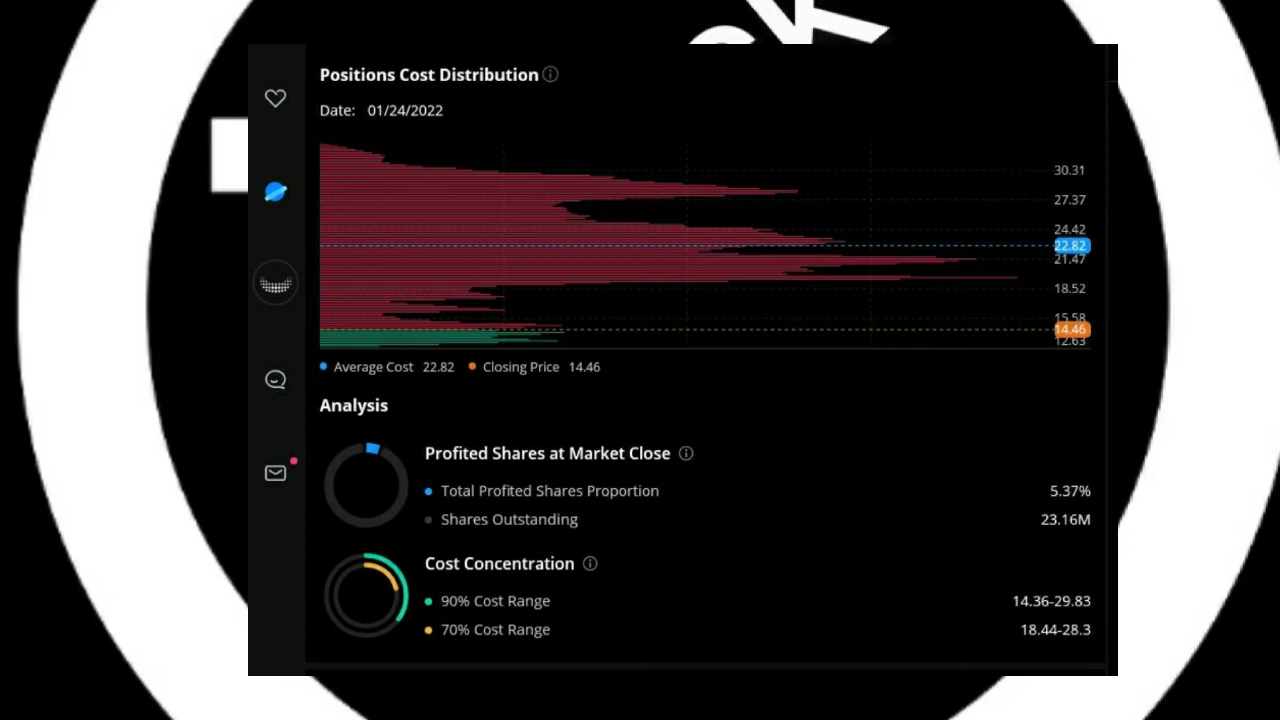 Positions Cost Distribution
Date: 01/24/2022
30.31
27.37
24.42
22.82
21.47
18.52
15.58
14.46
12.63
Average Cost 22.82 Closing Price 14.46
Analysis
Profited Shares at Market Close
Total Profited Shares Proportion 5.37%
Shares Outstanding 23.16M
Cost Concentration
90% Cost Range 14.36-29.83
70% Cost Range 18.44-28.3